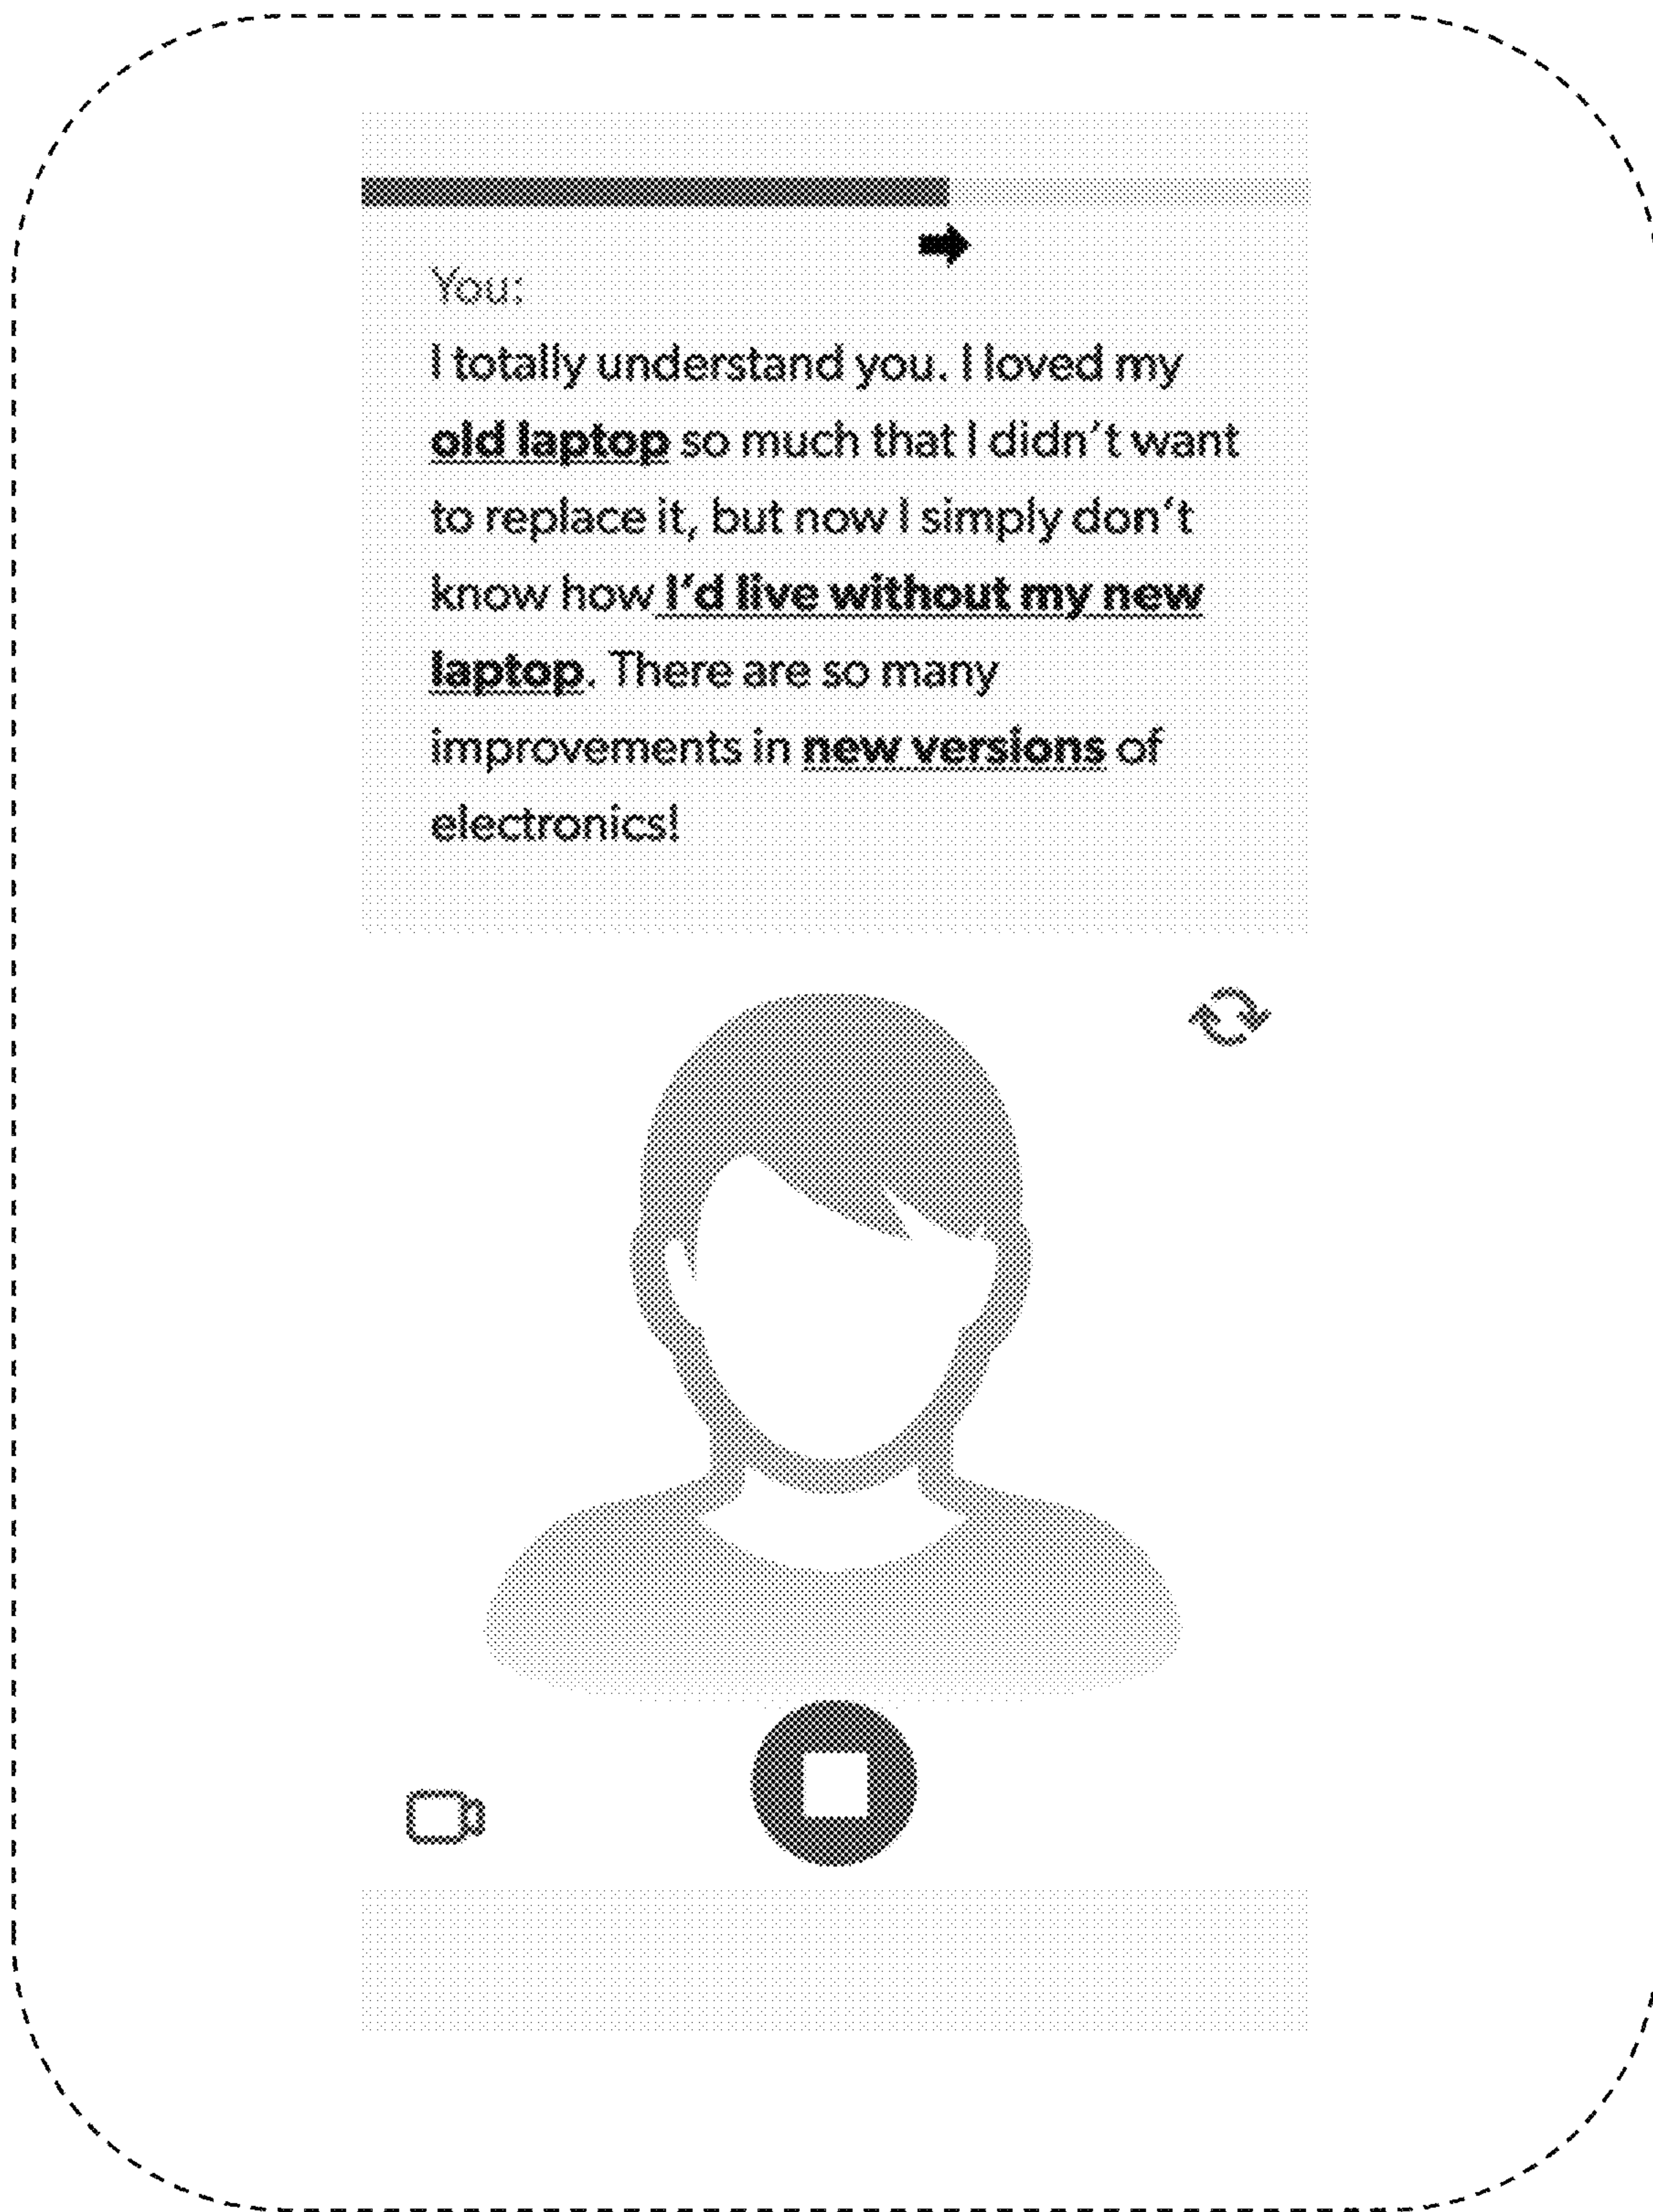 You:
I totally understand you. I loved my
old laptop so much that I didn't want
to replace it, but now I simply don't
know how I'd live without my new
laptop. There are so many
improvements in new versions of
electronics!